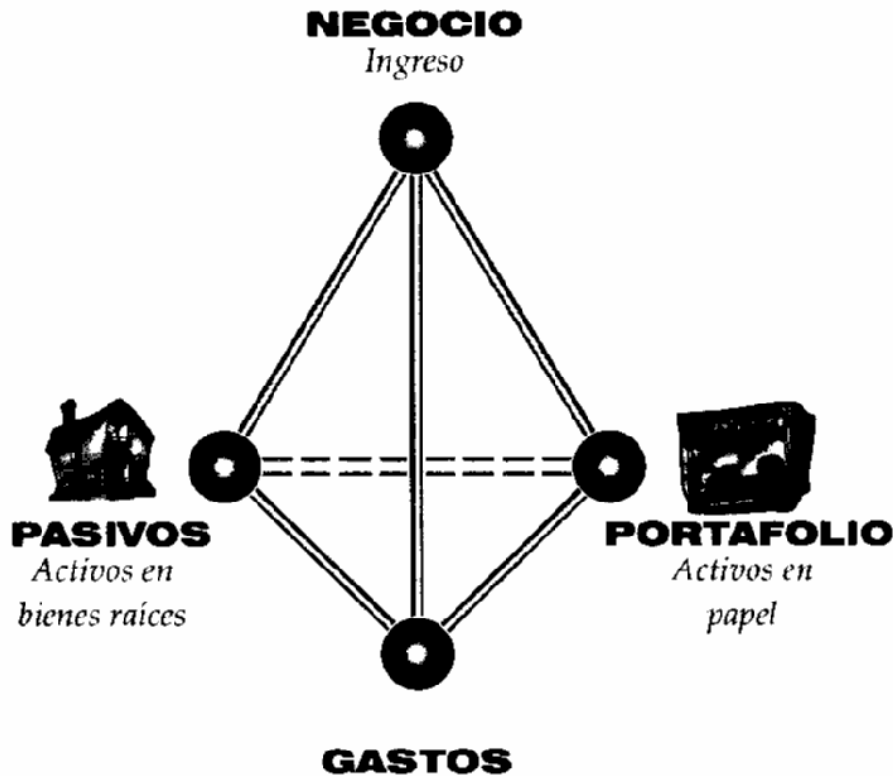 NEGOCIO
Ingreso
PASIVOS
Activos en
bienes raíces
PORTAFOLIO
Activos en
papel
GASTOS